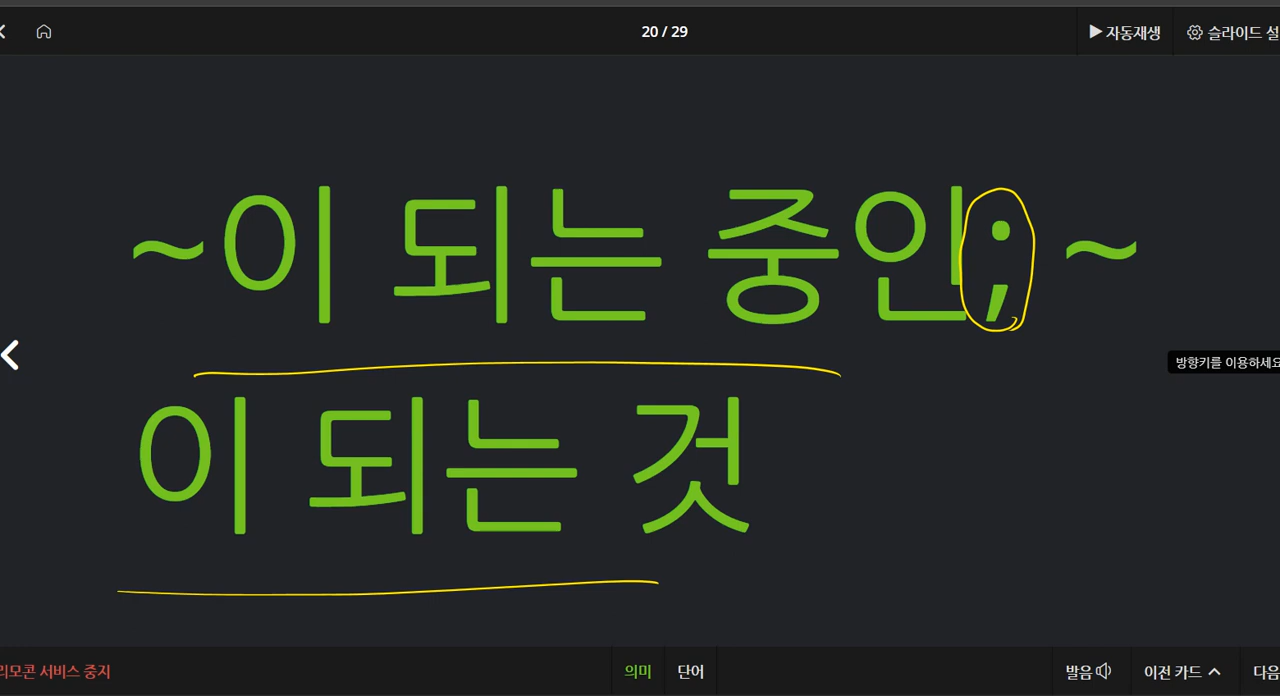 20 / 29
▶ 자동재생
슬라이드 설
~이 되는 중인; ~
이 되는 것
방향키를 이용하세요
리모콘 서비스 중지
의미
단어
발음
이전 카드
다음